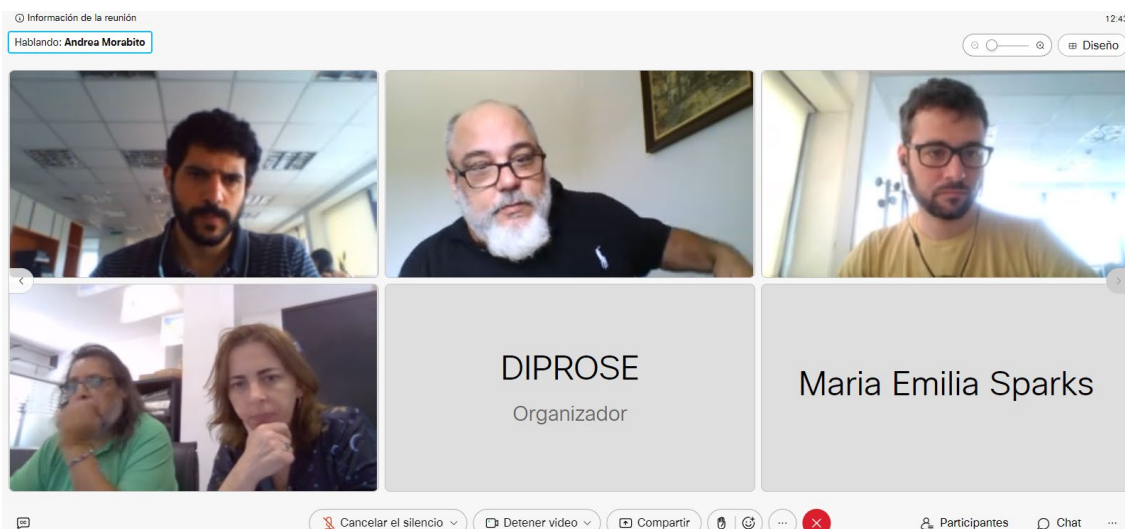 Información de la reunión
12:43
Hablando: Andrea Morabito
Diseño
DIPROSE
Organizador
Maria Emilia Sparks
Cancelar el silencio
Detener video
Compartir
Participantes
Chat